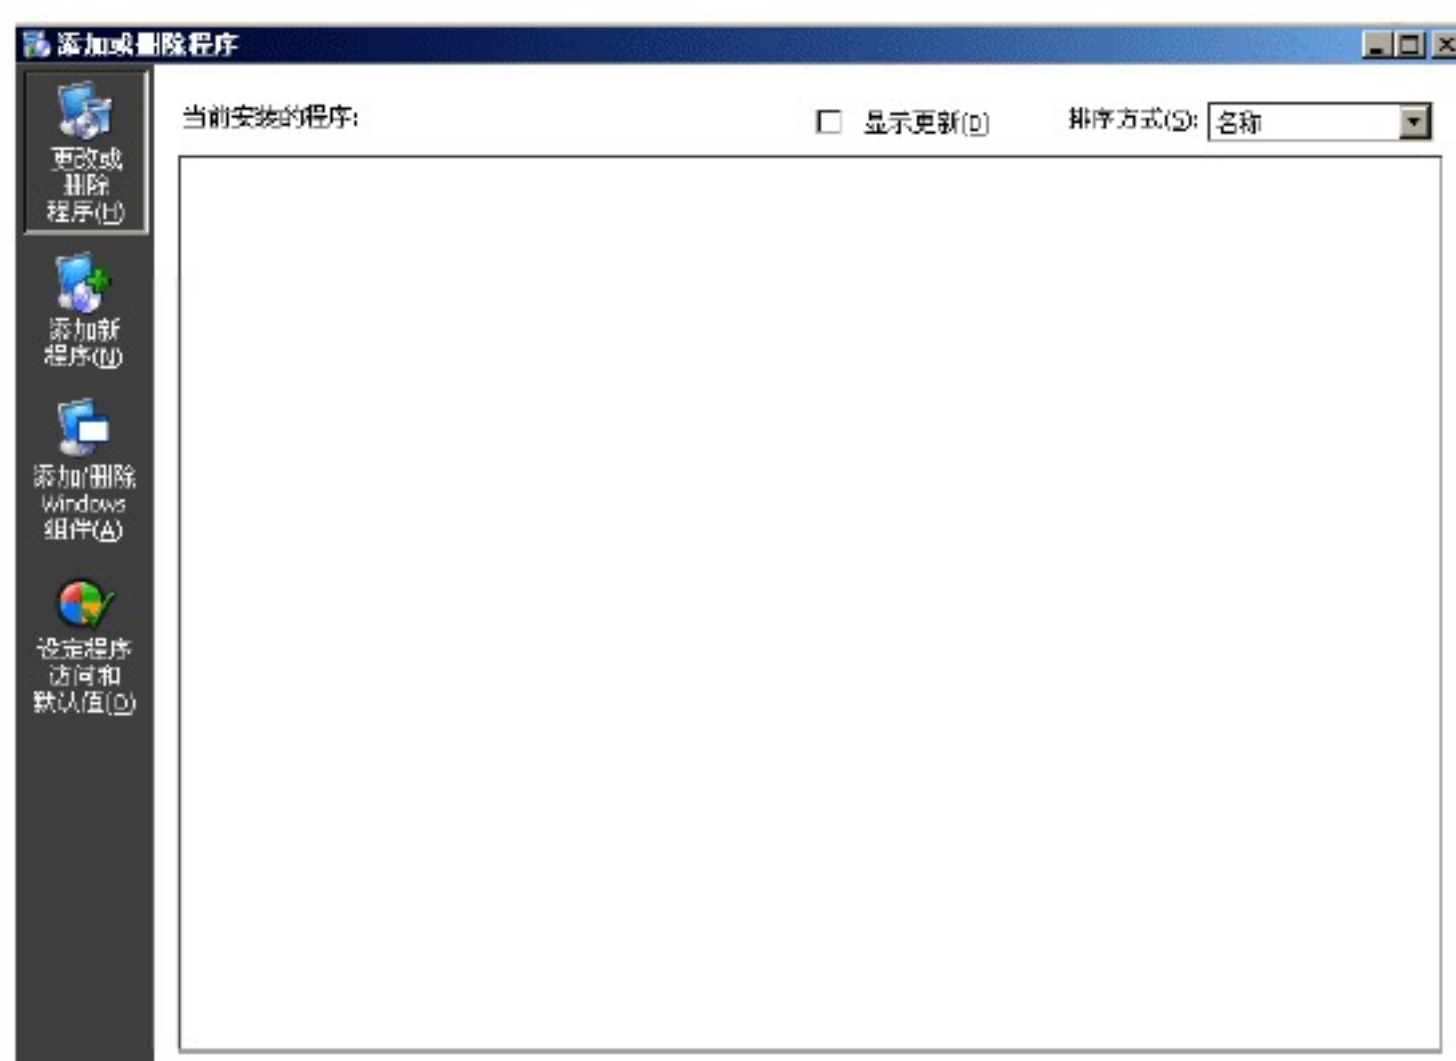 添加或删除程序
当前安装的程序:
显示更新(D)
排序方式(S):
名称
更改或
删除
程序(H)
添加新
程序(N)
添加/删除
Windows
组件(A)
设定程序
访问和
默认值(O)